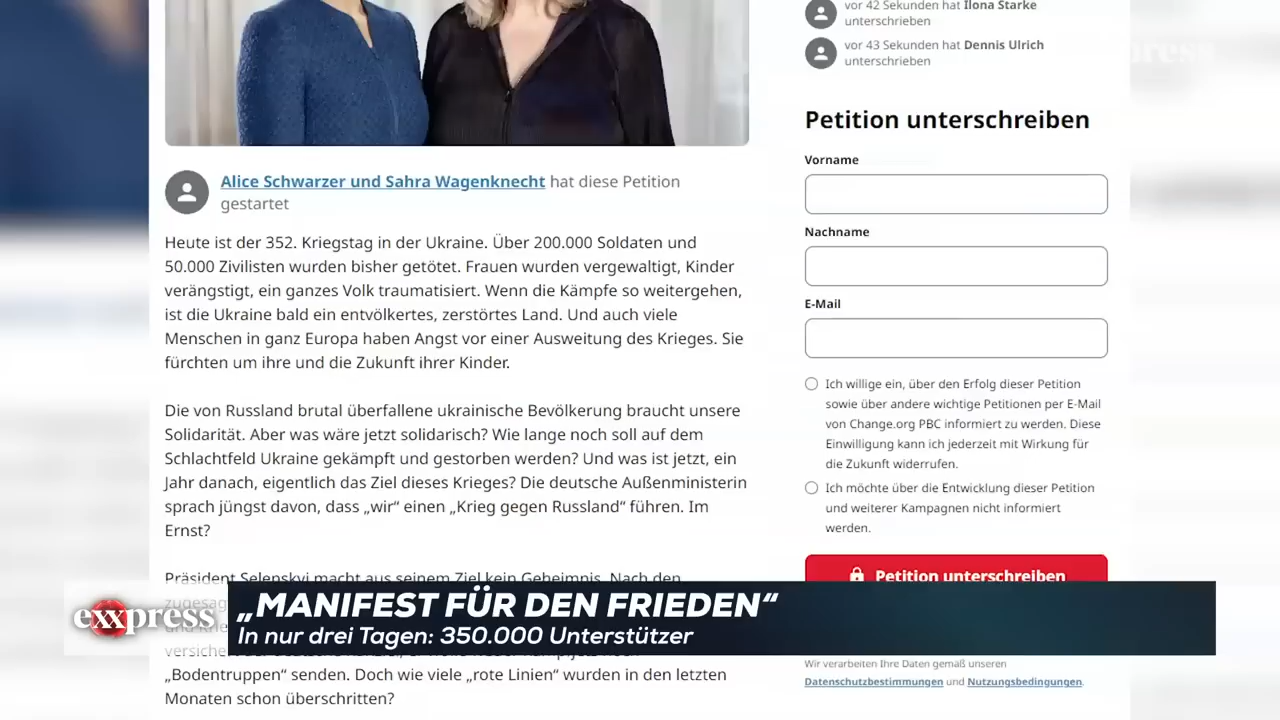 Alice Schwarzer und Sahra Wagenknecht hat diese Petition
gestartet
Heute ist der 352. Kriegstag in der Ukraine. Über 200.000 Soldaten und
50.000 Zivilisten wurden bisher getötet. Frauen wurden vergewaltigt, Kinder
verängstigt, ein ganzes Volk traumatisiert. Wenn die Kämpfe so weitergehen,
ist die Ukraine bald ein entvölkertes, zerstörtes Land. Und auch viele
Menschen in ganz Europa haben Angst vor einer Ausweitung des Krieges. Sie
fürchten um ihre und die Zukunft ihrer Kinder.
Die von Russland brutal überfallene ukrainische Bevölkerung braucht unsere
Solidarität. Aber was wäre jetzt solidarisch? Wie lange noch soll auf dem
Schlachtfeld Ukraine gekämpft und gestorben werden? Und was ist jetzt, ein
Jahr danach, eigentlich das Ziel dieses Krieges? Die deutsche Außenministerin
sprach jüngst davon, dass „wir“ einen „Krieg gegen Russland“ führen. Im
Ernst?
Präsident Selenskyj macht aus seinem Ziel kein Geheimnis. Nach den
„Bodentruppen“ senden. Doch wie viele „rote Linien“ wurden in den letzten
Monaten schon überschritten?
vor 42 Sekunden hat Ilona Starke
unterschrieben
vor 43 Sekunden hat Dennis Ulrich
unterschrieben
Petition unterschreiben
Vorname
Nachname
E-Mail
Ich willige ein, über den Erfolg dieser Petition
sowie über andere wichtige Petitionen per E-Mail
von Change.org PBC informiert zu werden. Diese
Einwilligung kann ich jederzeit mit Wirkung für
die Zukunft widerrufen.
Ich möchte über die Entwicklung dieser Petition
und weiterer Kampagnen nicht informiert
werden.
Petition unterschreiben
Wir verarbeiten Ihre Daten gemäß unseren
Datenschutzbestimmungen und Nutzungsbedingungen.
exxpress
„MANIFEST FÜR DEN FRIEDEN“
In nur drei Tagen: 350.000 Unterstützer